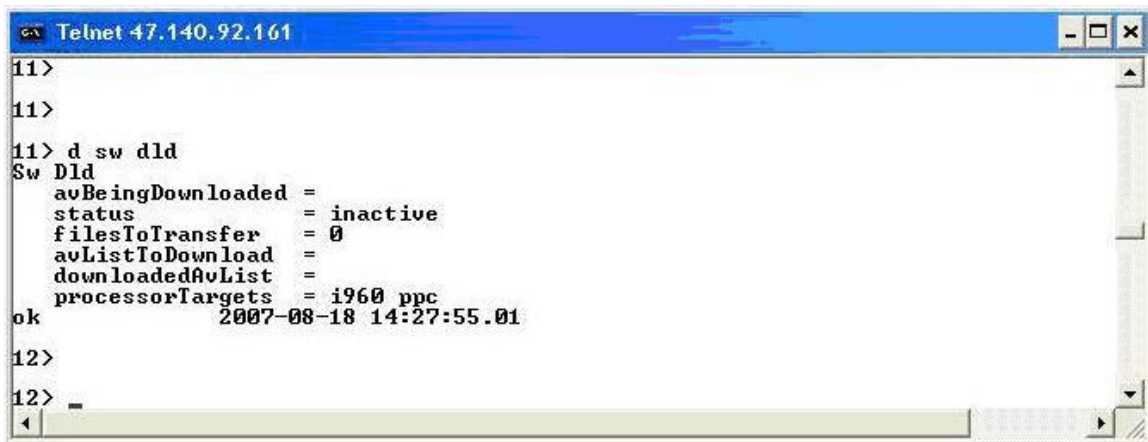 Telnet 47.140.92.161
11>
11>
11> d sw dld
Sw Dld
avBeingDownloaded =
status = inactive
filesToTransfer = 0
avListToDownload =
downloadedAvList =
processorTargets = i960 ppc
ok 2007-08-18 14:27:55.01
12>
12> _